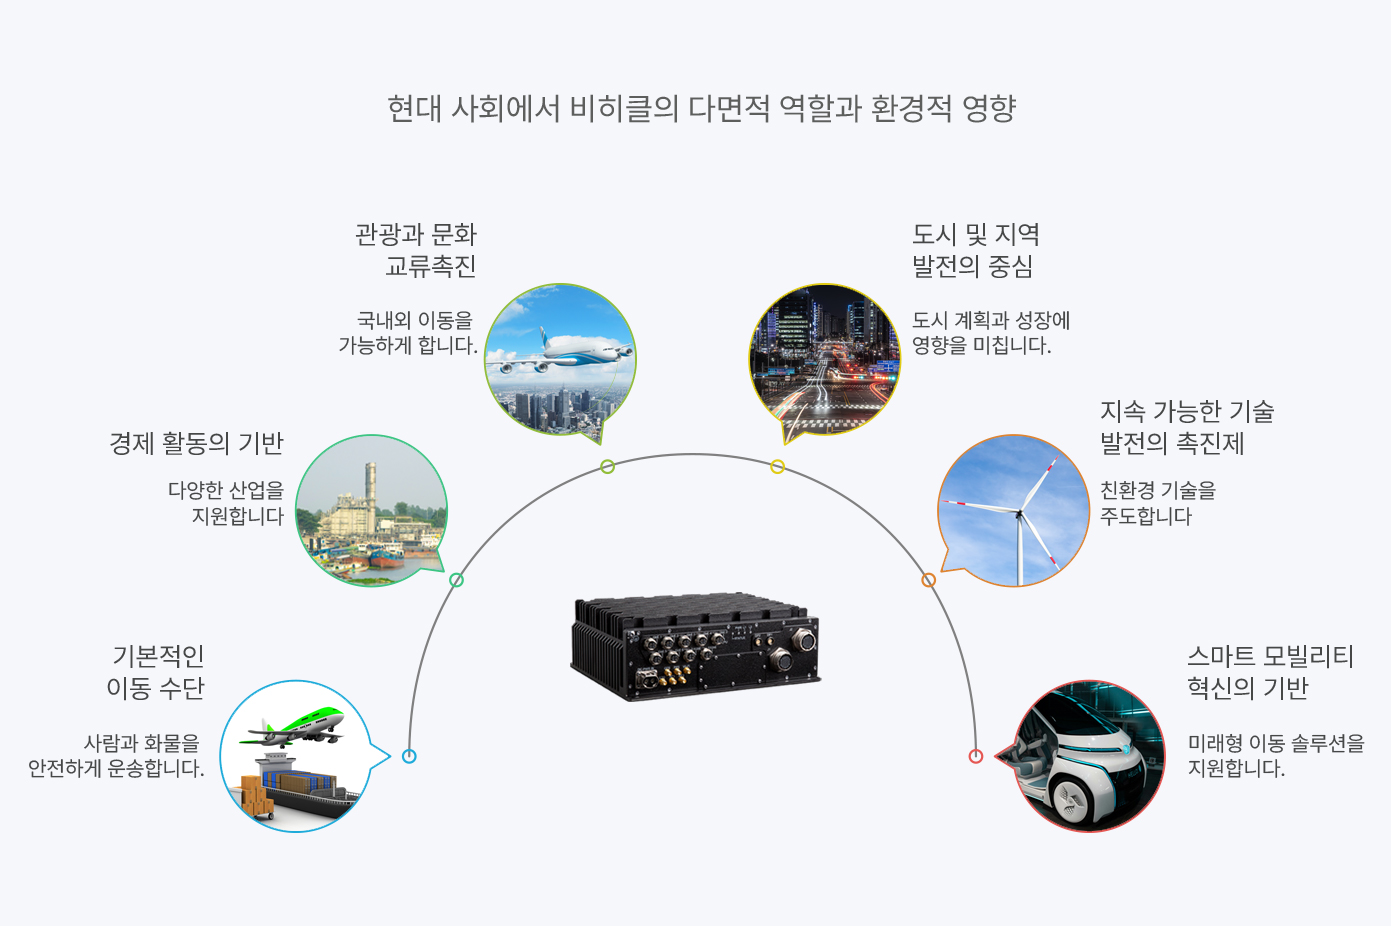 현대 사회에서 비히클의 다면적 역할과 환경적 영향
관광과 문화
교류촉진
국내외 이동을
가능하게 합니다.
도시 및 지역
발전의 중심
도시 계획과 성장에
영향을 미칩니다.
경제 활동의 기반
다양한 산업을
지원합니다
지속 가능한 기술
발전의 촉진제
친환경 기술을
주도합니다
기본적인
이동 수단
사람과 화물을
안전하게 운송합니다.
스마트 모빌리티
혁신의 기반
미래형 이동 솔루션을
지원합니다.